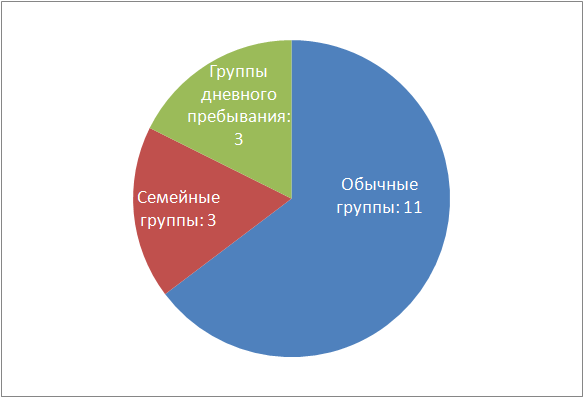 Группы
дневного
пребывания:
3
Обычные
группы: 11
Семейные
группы: 3